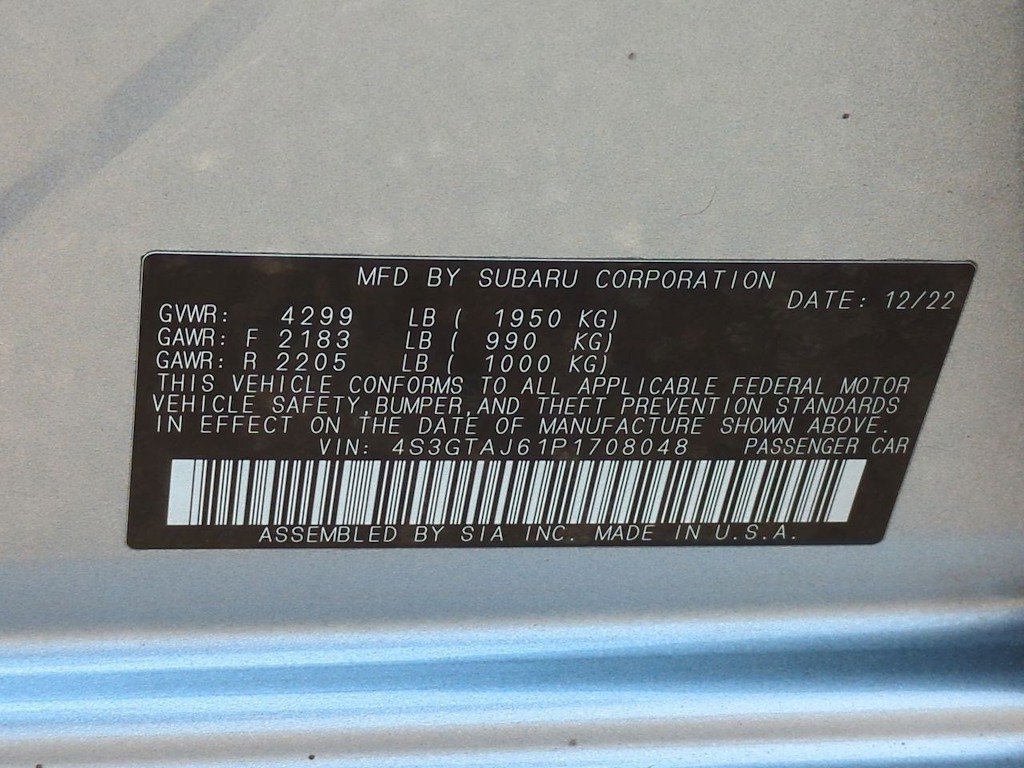 MFD BY SUBARU CORPORATION
DATE: 12/22
GVWR: 4299 LB ( 1950 KG)
GAWR: F 2183 LB ( 990 KG)
GAWR: R 2205 LB ( 1000 KG)
THIS VEHICLE CONFORMS TO ALL APPLICABLE FEDERAL MOTOR
VEHICLE SAFETY,BUMPER,AND THEFT PREVENTION STANDARDS
IN EFFECT ON THE DATE OF MANUFACTURE SHOWN ABOVE.
VIN: 4S3GTAJ61P1708048 PASSENGER CAR
ASSEMBLED BY SIA INC. MADE IN U.S.A.